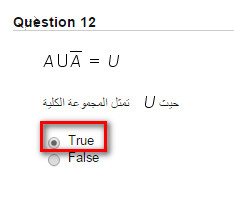 Question 12
A ∪ A̅ = U
حيث U تمثل المجموعة الكلية
True
False